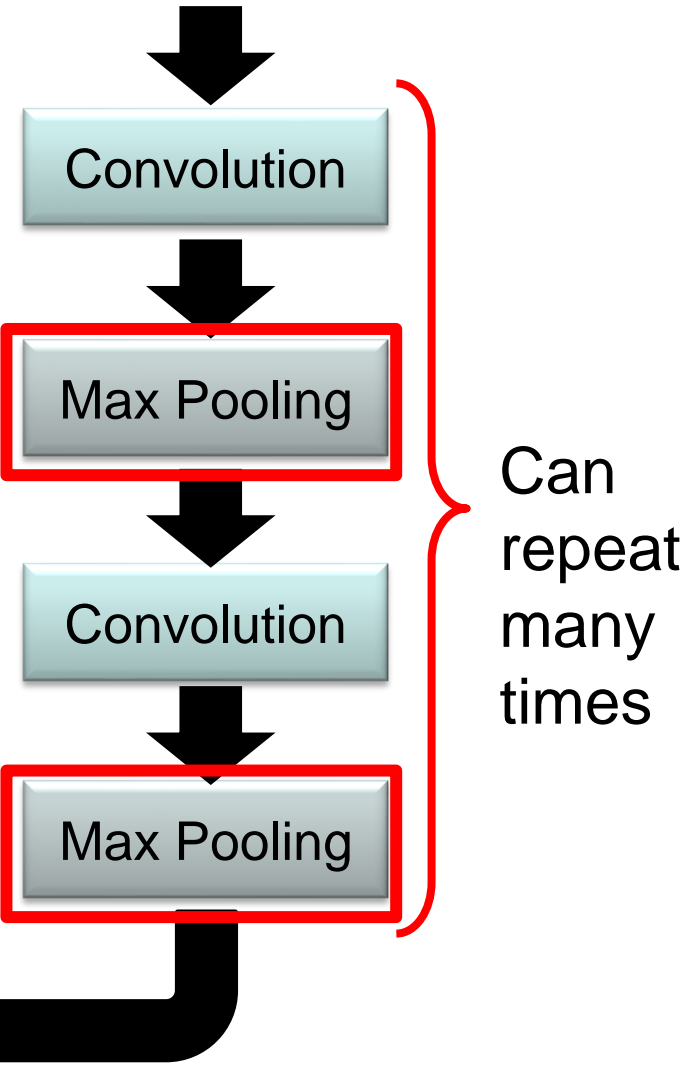 Convolution
Max Pooling
Can
repeat
many
times
Convolution
Max Pooling